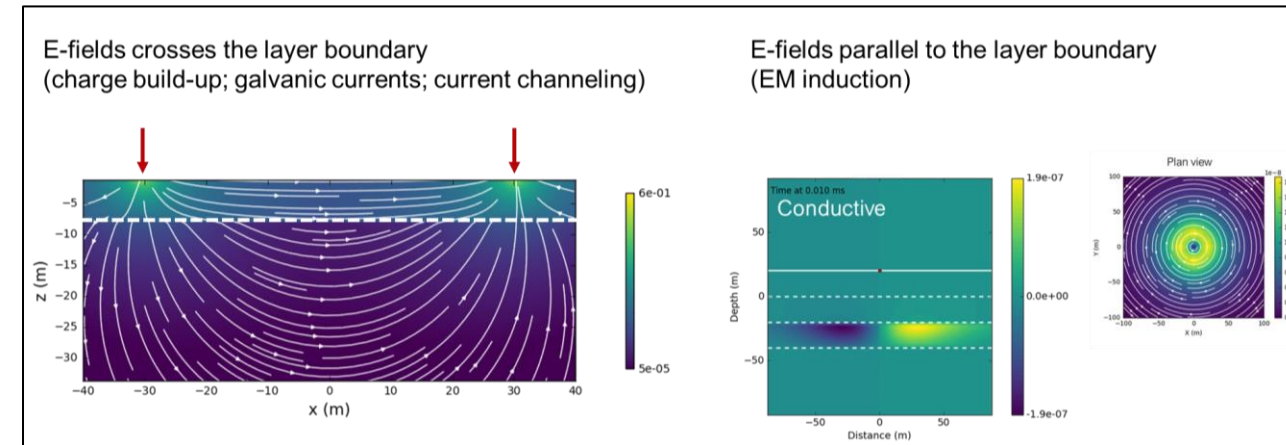 E-fields crosses the layer boundary
(charge build-up; galvanic currents; current channeling)
−5
−10
−15
−20
−25
−30
z (m)
−40
−30
−20
−10
0
10
20
30
40
x (m)
6e-01
5e-05
E-fields parallel to the layer boundary
(EM induction)
Time at 0.010 ms
Conductive
50
0
−50
Depth (m)
−50
0
50
Distance (m)
1.9e-07
0.0e+00
-1.9e-07
Plan view
100
50
0
−50
−100
Y (m)
−100
−50
0
50
100
X (m)